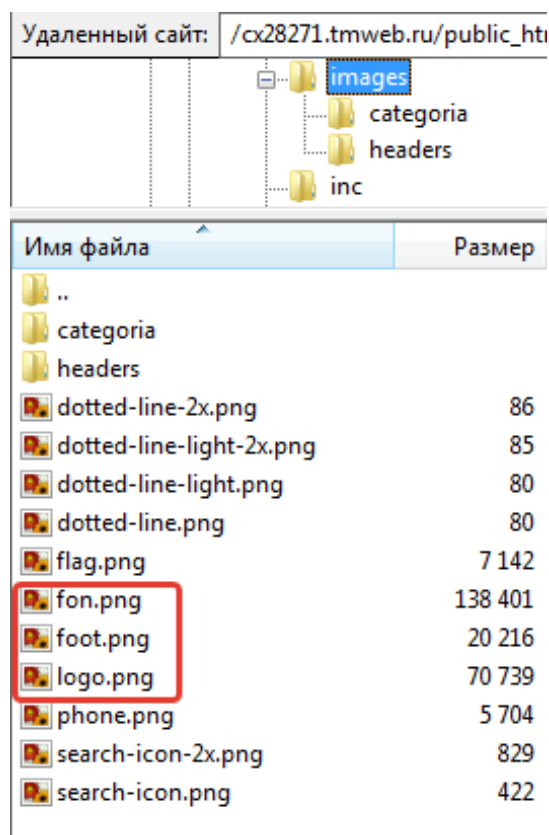 Удаленный сайт: /cx28271.tmweb.ru/public_htm
images
categoria
headers
inc
Имя файла Размер
..
categoria
headers
dotted-line-2x.png 86
dotted-line-light-2x.png 85
dotted-line-light.png 80
dotted-line.png 80
flag.png 7 142
fon.png 138 401
foot.png 20 216
logo.png 70 739
phone.png 5 704
search-icon-2x.png 829
search-icon.png 422